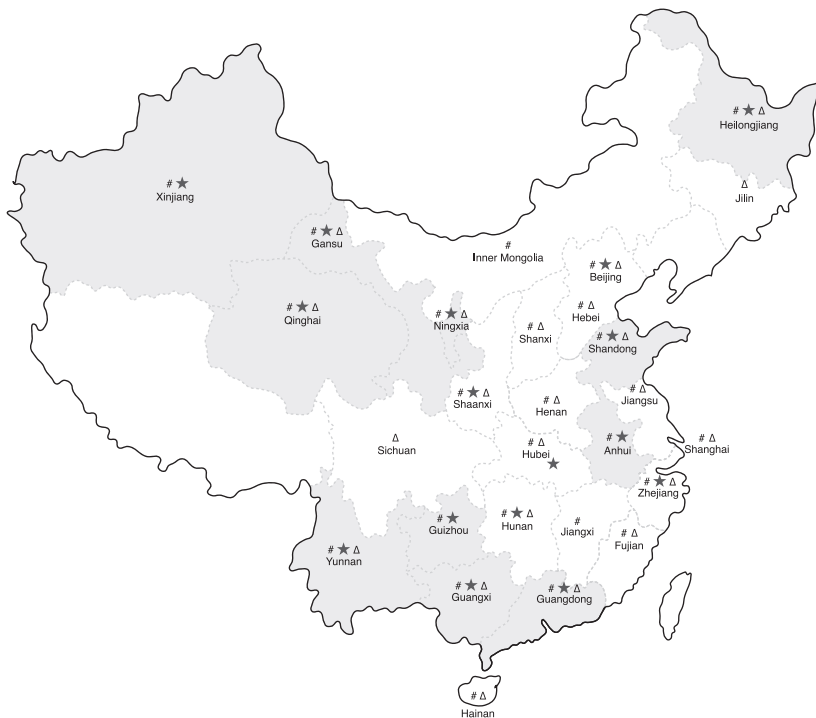 # ★ Δ
Heilongjiang
# ★
Xinjiang
Δ
Jilin
# ★ Δ
Gansu
#
Inner Mongolia
# ★ Δ
Beijing
# ★ Δ
Qinghai
# ★ Δ
Ningxia
# Δ
Hebei
# Δ
Shanxi
# ★ Δ
Shandong
# ★ Δ
Shaanxi
# Δ
Jiangsu
# Δ
Henan
Δ
Sichuan
# Δ
Hubei
★
# ★
Anhui
# Δ
Shanghai
# ★ Δ
Zhejiang
# ★
Guizhou
# ★ Δ
Hunan
#
Jiangxi
# Δ
Fujian
# ★ Δ
Yunnan
# ★ Δ
Guangxi
# ★ Δ
Guangdong
# Δ
Hainan